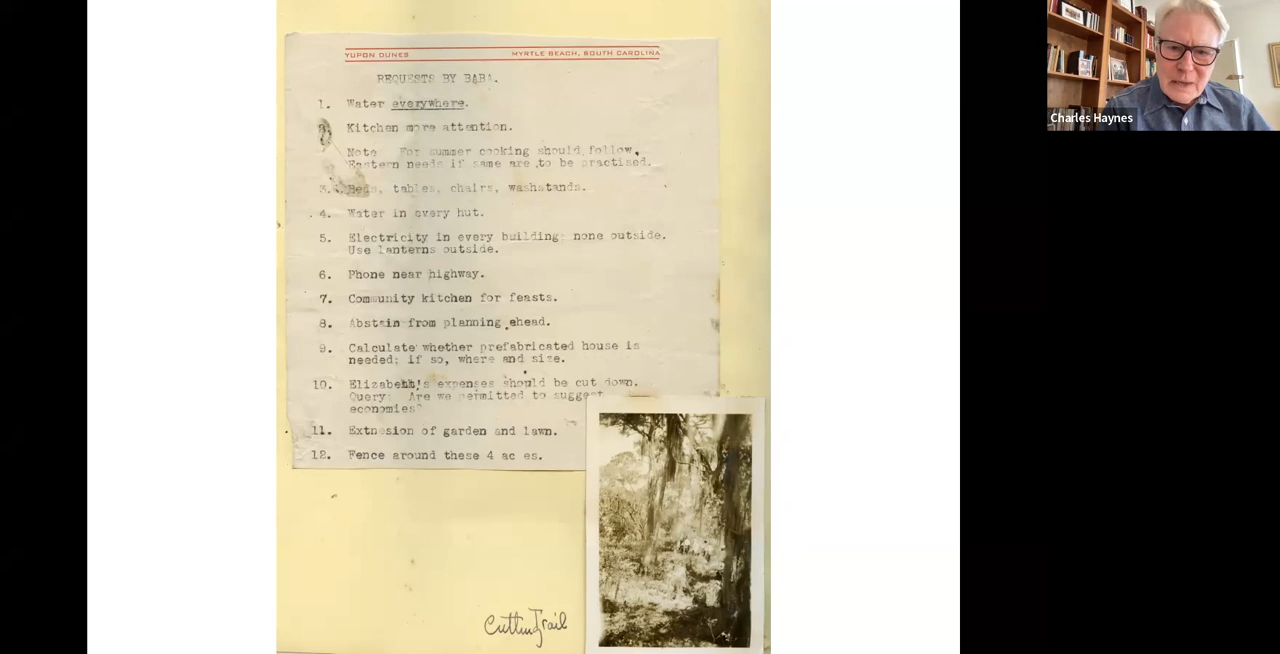 YUPON DUNES MYRTLE BEACH, SOUTH CAROLINA
REQUESTS BY BABA.
1. Water everywhere.
2. Kitchen more attention.
Note For summer cooking should follow
Eastern needs if same are to be practised.
3. Beds, tables, chairs, washstands.
4. Water in every hut.
5. Electricity in every building: none outside.
Use lanterns outside.
6. Phone near highway.
7. Community kitchen for feasts.
8. Abstain from planning ahead.
9. Calculate whether prefabricated house is
needed; if so, where and size.
10. Elizabeth's expenses should be cut down.
Query: Are we permitted to suggest
economies?
11. Extnesion of garden and lawn.
12. Fence around these 4 ac es.
Cutting Trail
Charles Haynes